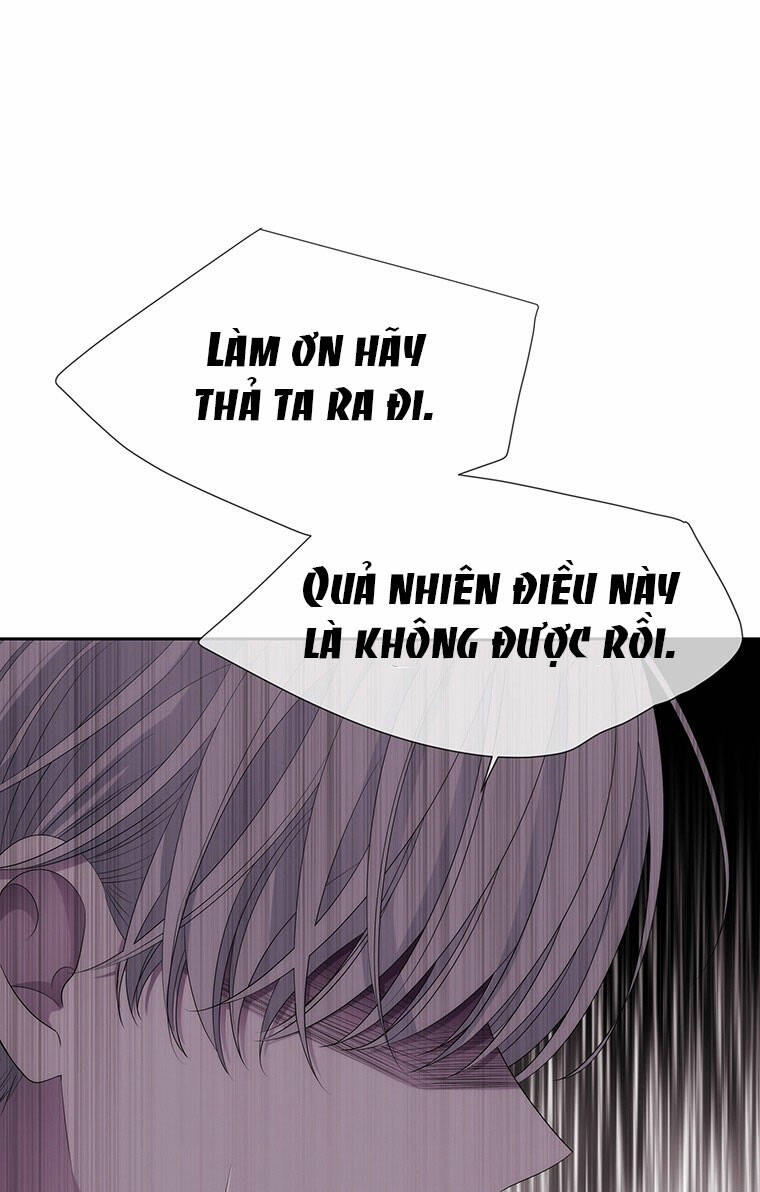 LÀM ƠN HÃY
THẢ TA RA ĐI.
QUẢ NHIÊN ĐIỀU NÀY
LÀ KHÔNG ĐƯỢC RỒI.